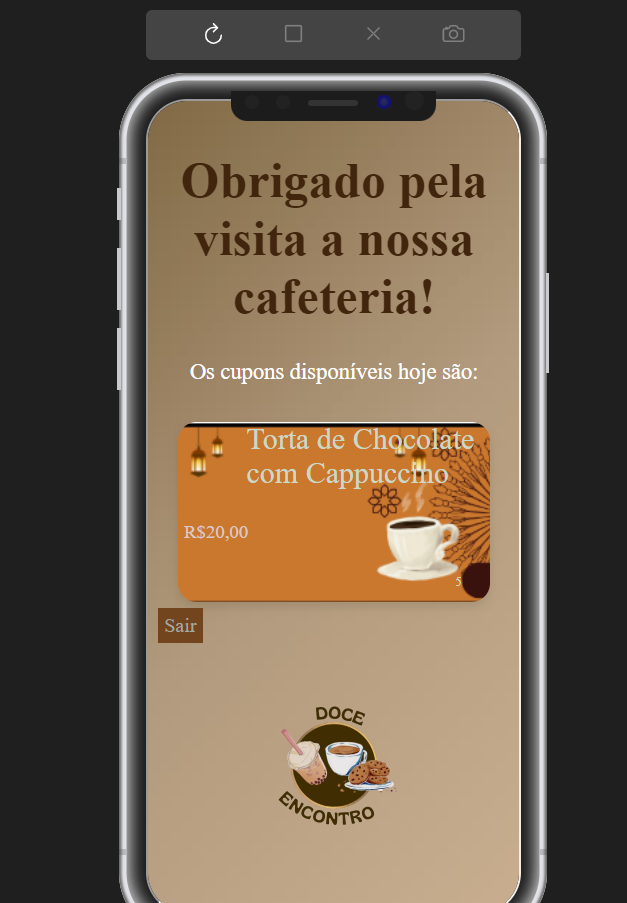 Obrigado pela
visita a nossa
cafeteria!
Os cupons disponíveis hoje são:
Torta de Chocolate
com Cappuccino
R$20,00
5
Sair
DOCE
ENCONTRO